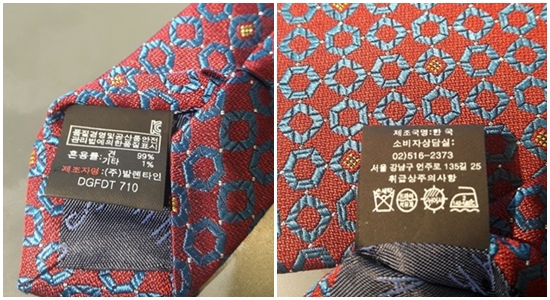 품질경영및공산품안전
관리법에의한품질표시
혼용률:
99%
기타 1%
제조자명:(주)발렌타인
DGFDT 710
제조국명:한 국
소비자상담실:
02)516-2373
서울 강남구 언주로 135길 25
취급상주의사항